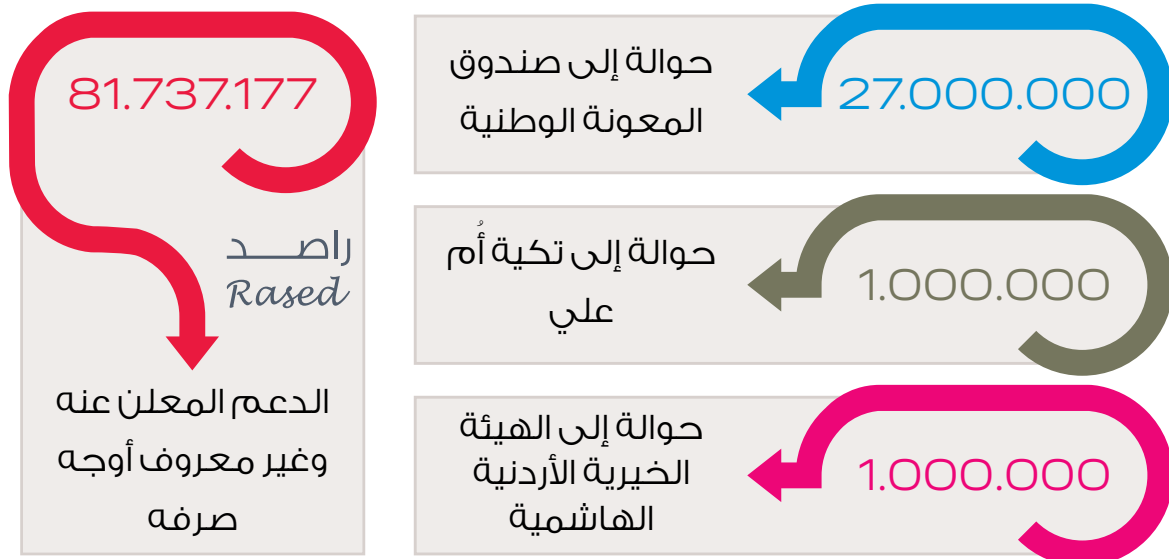 27.000.000
حوالة إلى صندوق
المعونة الوطنية
1.000.000
حوالة إلى تكية أُم
علي
1.000.000
حوالة إلى الهيئة
الخيرية الأردنية
الهاشمية
81.737.177
راصد
Rased
الدعم المعلن عنه
وغير معروف أوجه
صرفه